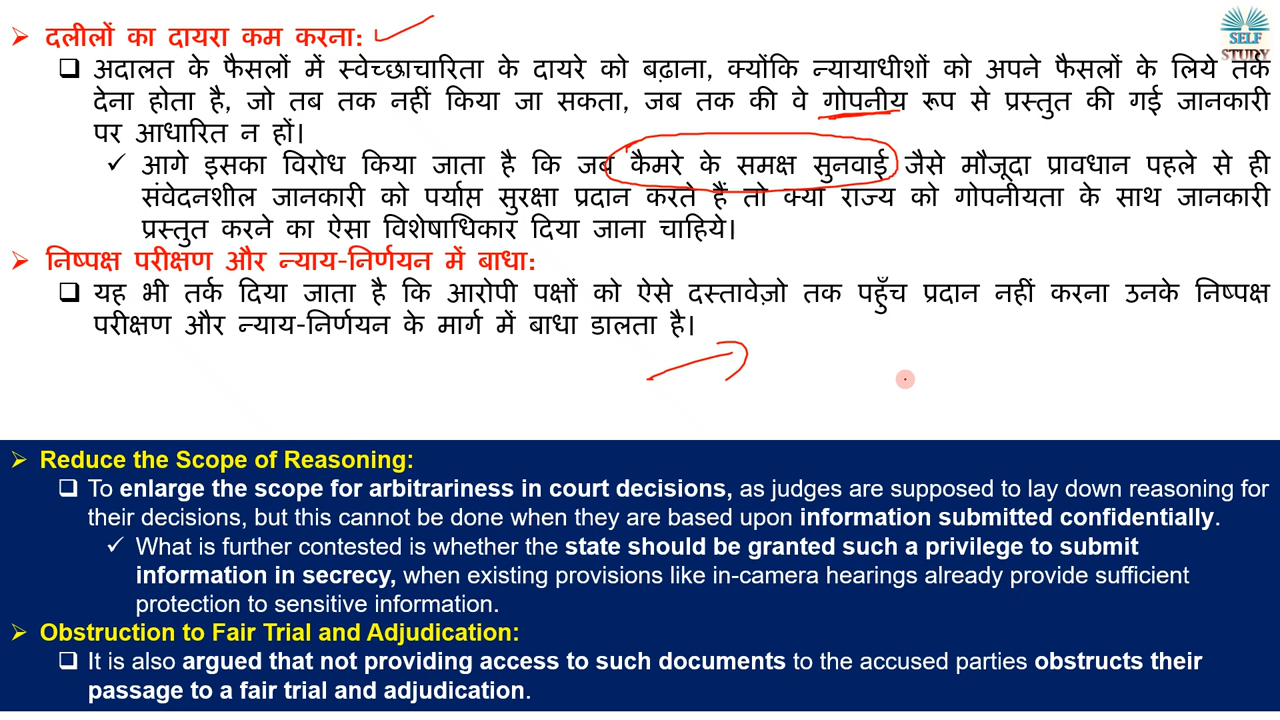 ➢ दलीलों का दायरा कम करना:
SELF
STUDY
❑ अदालत के फैसलों में स्वेच्छाचारिता के दायरे को बढ़ाना, क्योंकि न्यायाधीशों को अपने फैसलों के लिये तर्क
देना होता है, जो तब तक नहीं किया जा सकता, जब तक की वे गोपनीय रूप से प्रस्तुत की गई जानकारी
पर आधारित न हों।
✓ आगे इसका विरोध किया जाता है कि जब कैमरे के समक्ष सुनवाई जैसे मौजूदा प्रावधान पहले से ही
संवेदनशील जानकारी को पर्याप्त सुरक्षा प्रदान करते हैं तो क्या राज्य को गोपनीयता के साथ जानकारी
प्रस्तुत करने का ऐसा विशेषाधिकार दिया जाना चाहिये।
➢ निष्पक्ष परीक्षण और न्याय-निर्णयन में बाधा:
❑ यह भी तर्क दिया जाता है कि आरोपी पक्षों को ऐसे दस्तावेज़ो तक पहुँच प्रदान नहीं करना उनके निष्पक्ष
परीक्षण और न्याय-निर्णयन के मार्ग में बाधा डालता है।
➢ Reduce the Scope of Reasoning:
❑ To enlarge the scope for arbitrariness in court decisions, as judges are supposed to lay down reasoning for
their decisions, but this cannot be done when they are based upon information submitted confidentially.
✓ What is further contested is whether the state should be granted such a privilege to submit
information in secrecy, when existing provisions like in-camera hearings already provide sufficient
protection to sensitive information.
➢ Obstruction to Fair Trial and Adjudication:
❑ It is also argued that not providing access to such documents to the accused parties obstructs their
passage to a fair trial and adjudication.